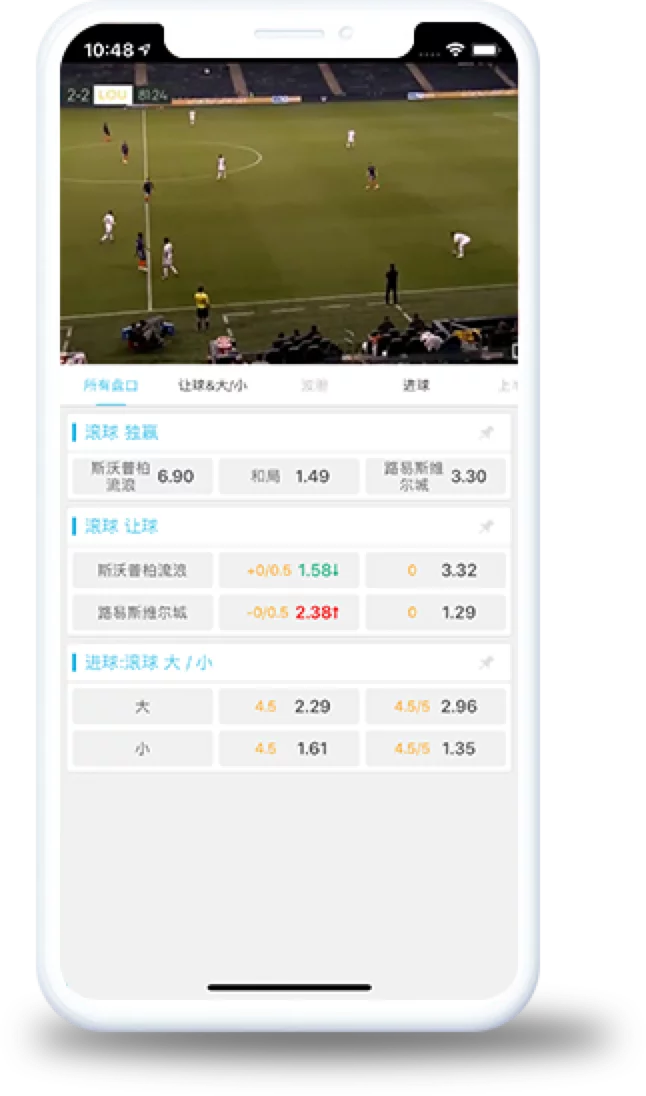 10:48
2-2 LOU 81:24
所有盘口 让球&大/小 波胆 进球 上半
滚球 独赢
斯沃普柏流浪 6.90 和局 1.49 路易斯维尔城 3.30
滚球 让球
斯沃普柏流浪 +0/0.5 1.58↓ 0 3.32
路易斯维尔城 -0/0.5 2.38↑ 0 1.29
进球:滚球 大 / 小
大 4.5 2.29 4.5/5 2.96
小 4.5 1.61 4.5/5 1.35